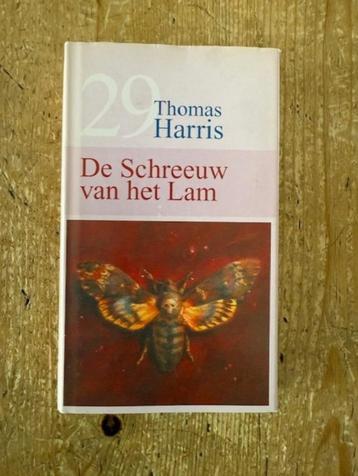 29
Thomas
Harris
De Schreeuw
van het Lam